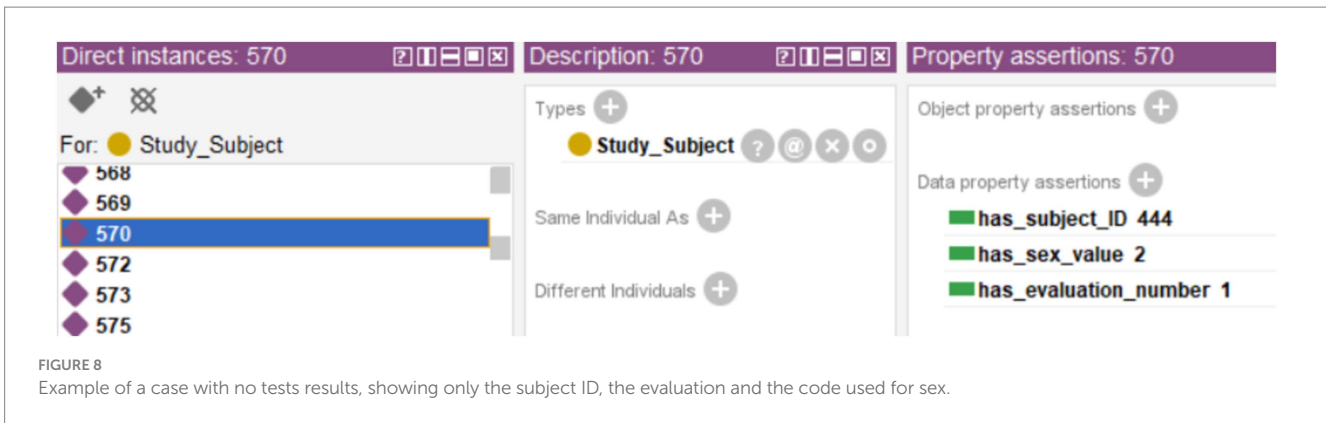 Direct instances: 570
For: Study_Subject
568
569
570
572
573
575
Description: 570
Types
Study_Subject
Same Individual As
Different Individuals
Property assertions: 570
Object property assertions
Data property assertions
has_subject_ID 444
has_sex_value 2
has_evaluation_number 1
FIGURE 8
Example of a case with no tests results, showing only the subject ID, the evaluation and the code used for sex.